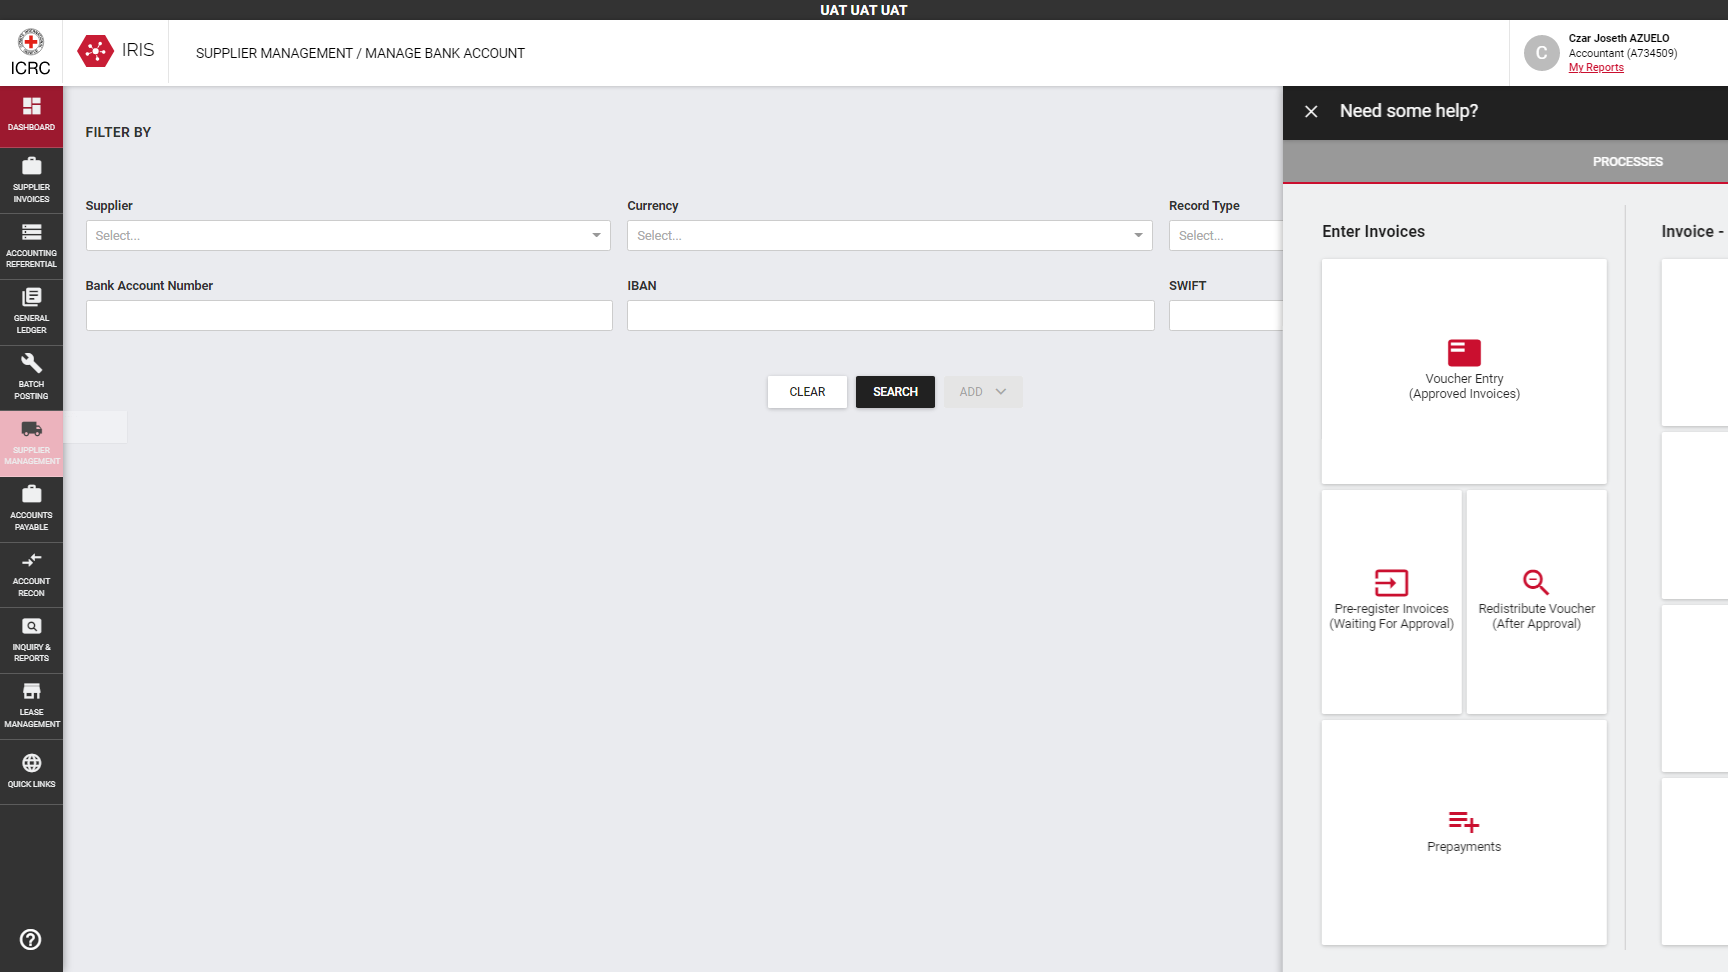 UAT UAT UAT
ICRC
IRIS
SUPPLIER MANAGEMENT / MANAGE BANK ACCOUNT
C
Czar Joseth AZUELO
Accountant (A734509)
My Reports
DASHBOARD
SUPPLIER
INVOICES
ACCOUNTING
REFERENTIAL
GENERAL
LEDGER
BATCH
POSTING
SUPPLIER
MANAGEMENT
ACCOUNTS
PAYABLE
ACCOUNT
RECON
INQUIRY &
REPORTS
LEASE
MANAGEMENT
QUICK LINKS
FILTER BY
Supplier
Select...
Currency
Select...
Record Type
Select...
Bank Account Number
IBAN
SWIFT
CLEAR
SEARCH
ADD
Need some help?
PROCESSES
Enter Invoices
Voucher Entry
(Approved Invoices)
Pre-register Invoices
(Waiting For Approval)
Redistribute Voucher
(After Approval)
Prepayments
Invoice -